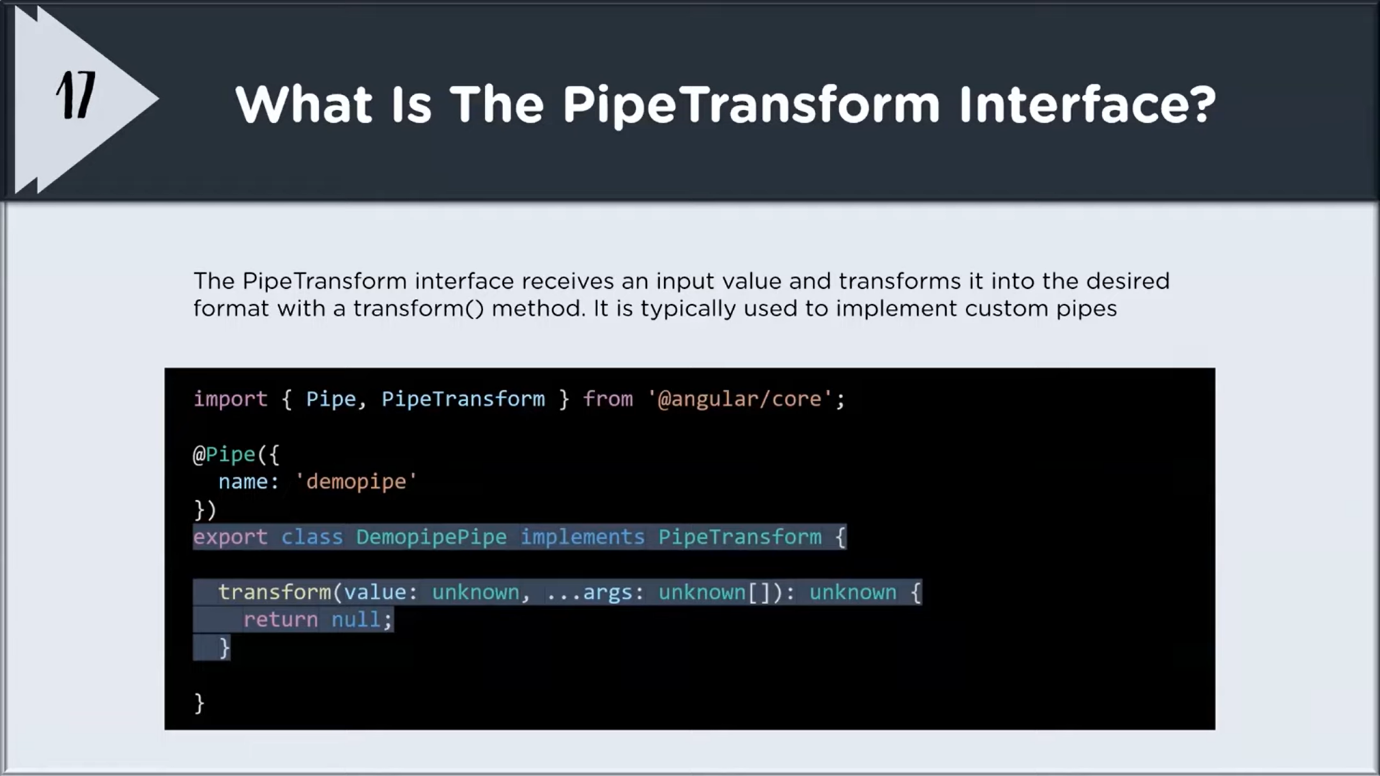 17
What Is The PipeTransform Interface?
The PipeTransform interface receives an input value and transforms it into the desired
format with a transform() method. It is typically used to implement custom pipes
import { Pipe, PipeTransform } from '@angular/core';
@Pipe({
  name: 'demopipe'
})
export class DemopipePipe implements PipeTransform {
  transform(value: unknown, ...args: unknown[]): unknown {
    return null;
  }
}